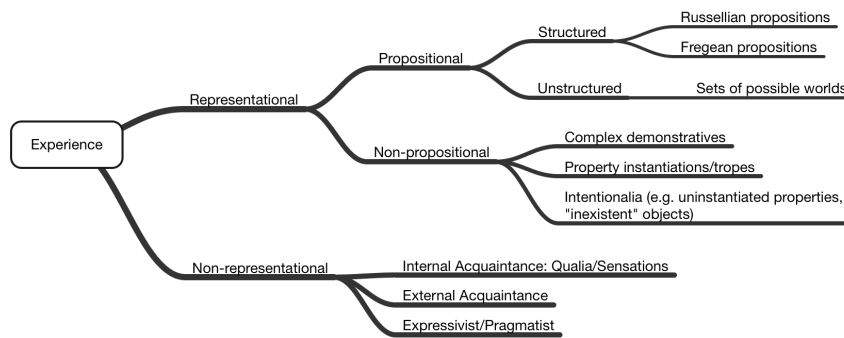 Russellian propositions
Structured
Fregean propositions
Propositional
Unstructured
Sets of possible worlds
Representational
Complex demonstratives
Experience
Non-propositional
Property instantiations/tropes
Intentionalia (e.g. uninstantiated properties,
"inexistent" objects)
Non-representational
Internal Acquaintance: Qualia/Sensations
External Acquaintance
Expressivist/Pragmatist